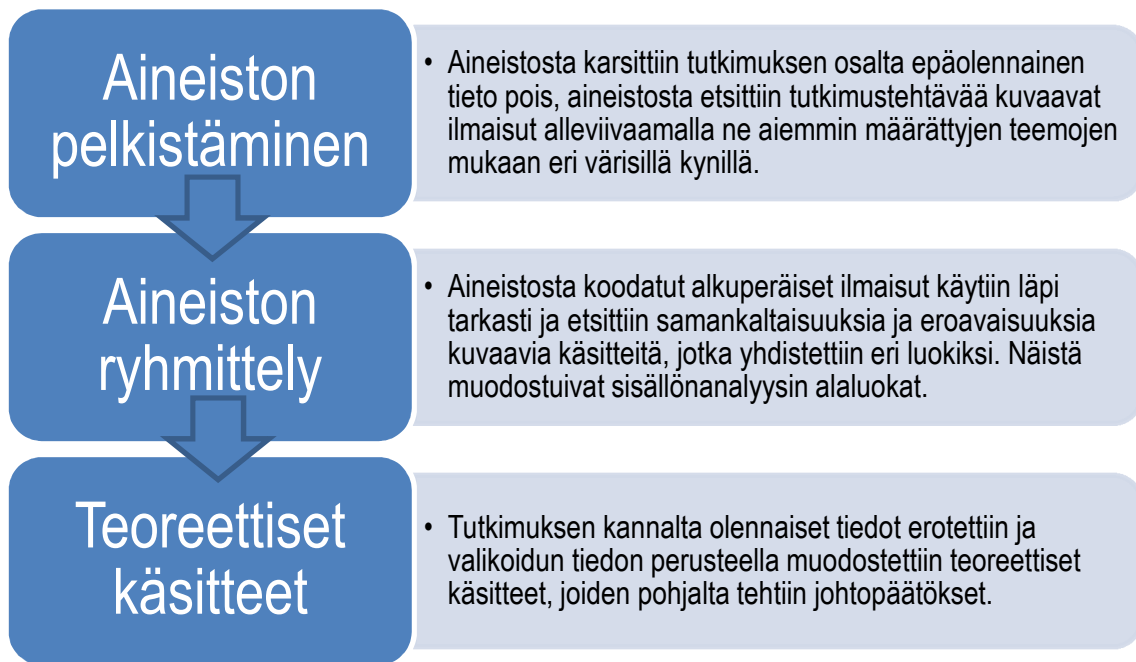 Aineiston
pelkistäminen
• Aineistosta karsittiin tutkimuksen osalta epäolennainen
tieto pois, aineistosta etsittiin tutkimustehtävää kuvaavat
ilmaisut alleviivaamalla ne aiemmin määrättyjen teemojen
mukaan eri värisillä kynillä.
Aineiston
ryhmittely
• Aineistosta koodatut alkuperäiset ilmaisut käytiin läpi
tarkasti ja etsittiin samankaltaisuuksia ja eroavaisuuksia
kuvaavia käsitteitä, jotka yhdistettiin eri luokiksi. Näistä
muodostuivat sisällönanalyysin alaluokat.
Teoreettiset
käsitteet
• Tutkimuksen kannalta olennaiset tiedot erotettiin ja
valikoidun tiedon perusteella muodostettiin teoreettiset
käsitteet, joiden pohjalta tehtiin johtopäätökset.